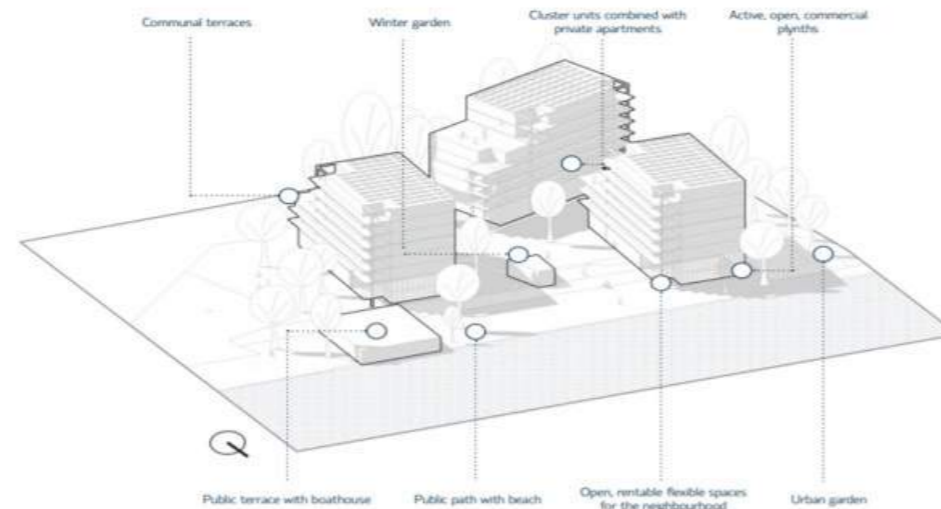 Communal terraces
Winter garden
Cluster units combined with
private apartments
Active, open, commercial
plynths
Public terrace with boathouse
Public path with beach
Open, rentable flexible spaces
for the neighbourhood
Urban garden